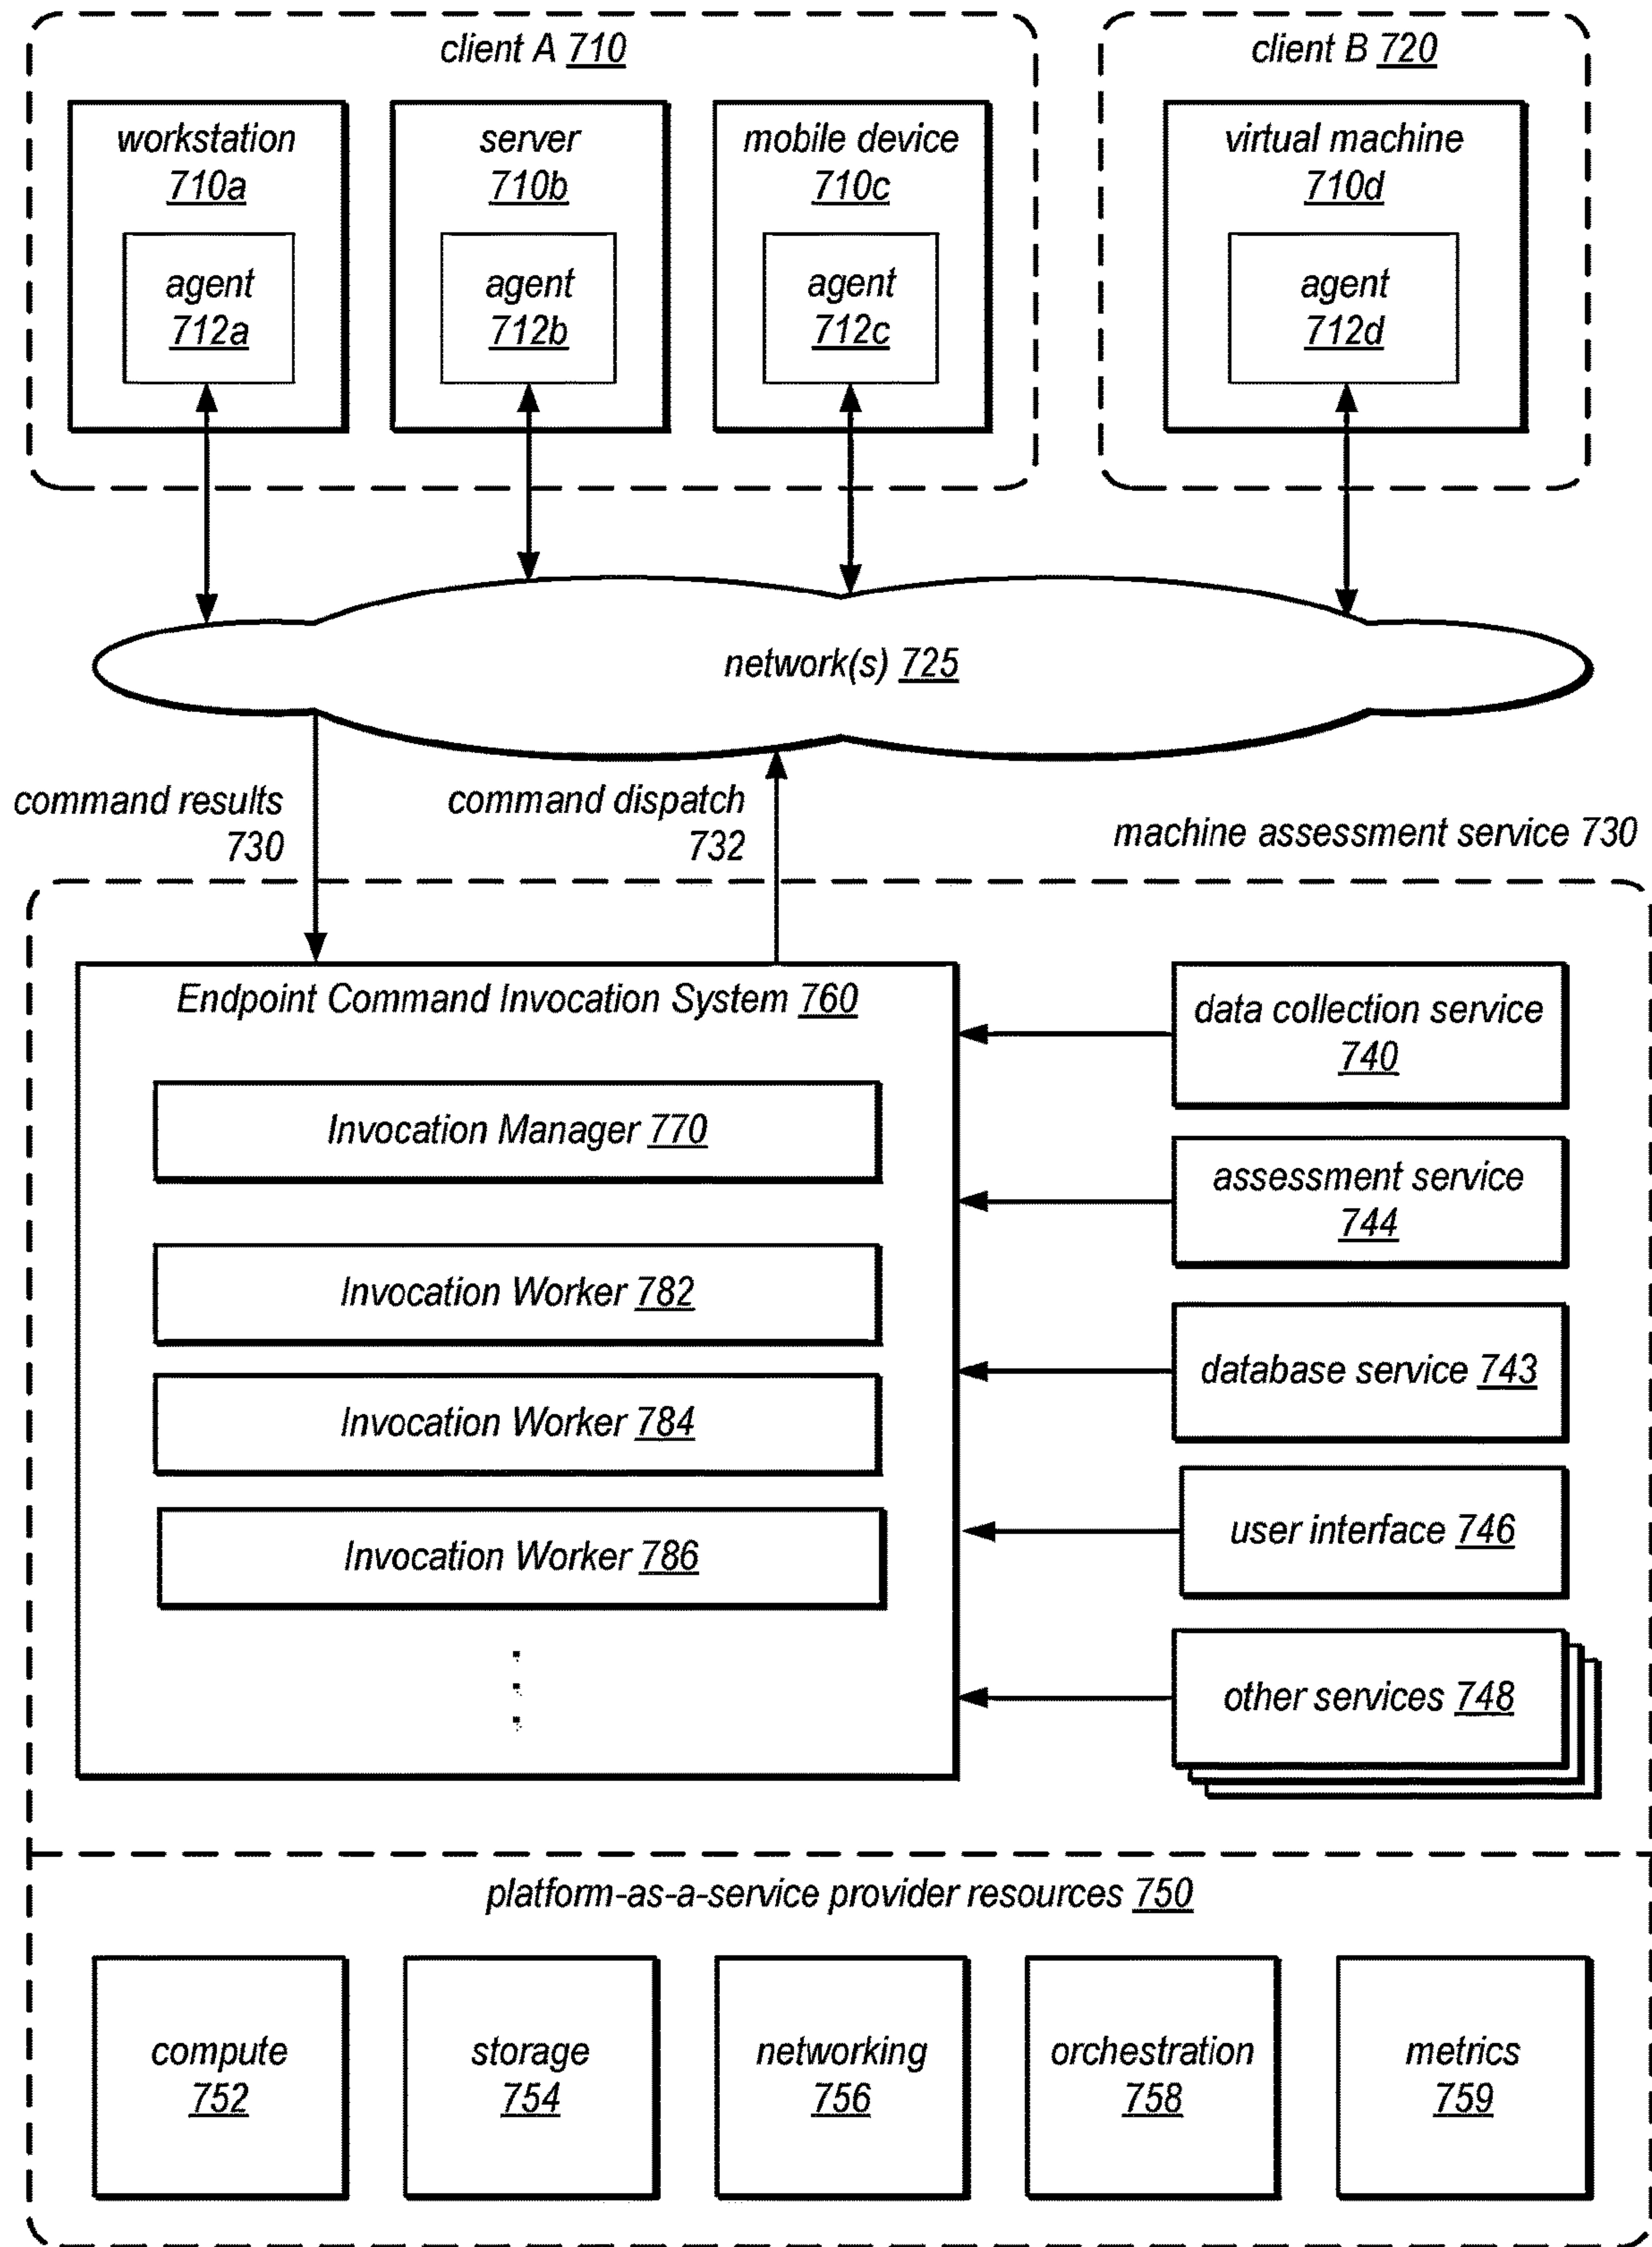 client A 710
client B 720
workstation
710a
server
710b
mobile device
710c
virtual machine
710d
agent
712a
agent
712b
agent
712c
agent
712d
network(s) 725
command results
730
command dispatch
732
machine assessment service 730
Endpoint Command Invocation System 760
Invocation Manager 770
Invocation Worker 782
Invocation Worker 784
Invocation Worker 786
data collection service
740
assessment service
744
database service 743
user interface 746
other services 748
platform-as-a-service provider resources 750
compute
752
storage
754
networking
756
orchestration
758
metrics
759